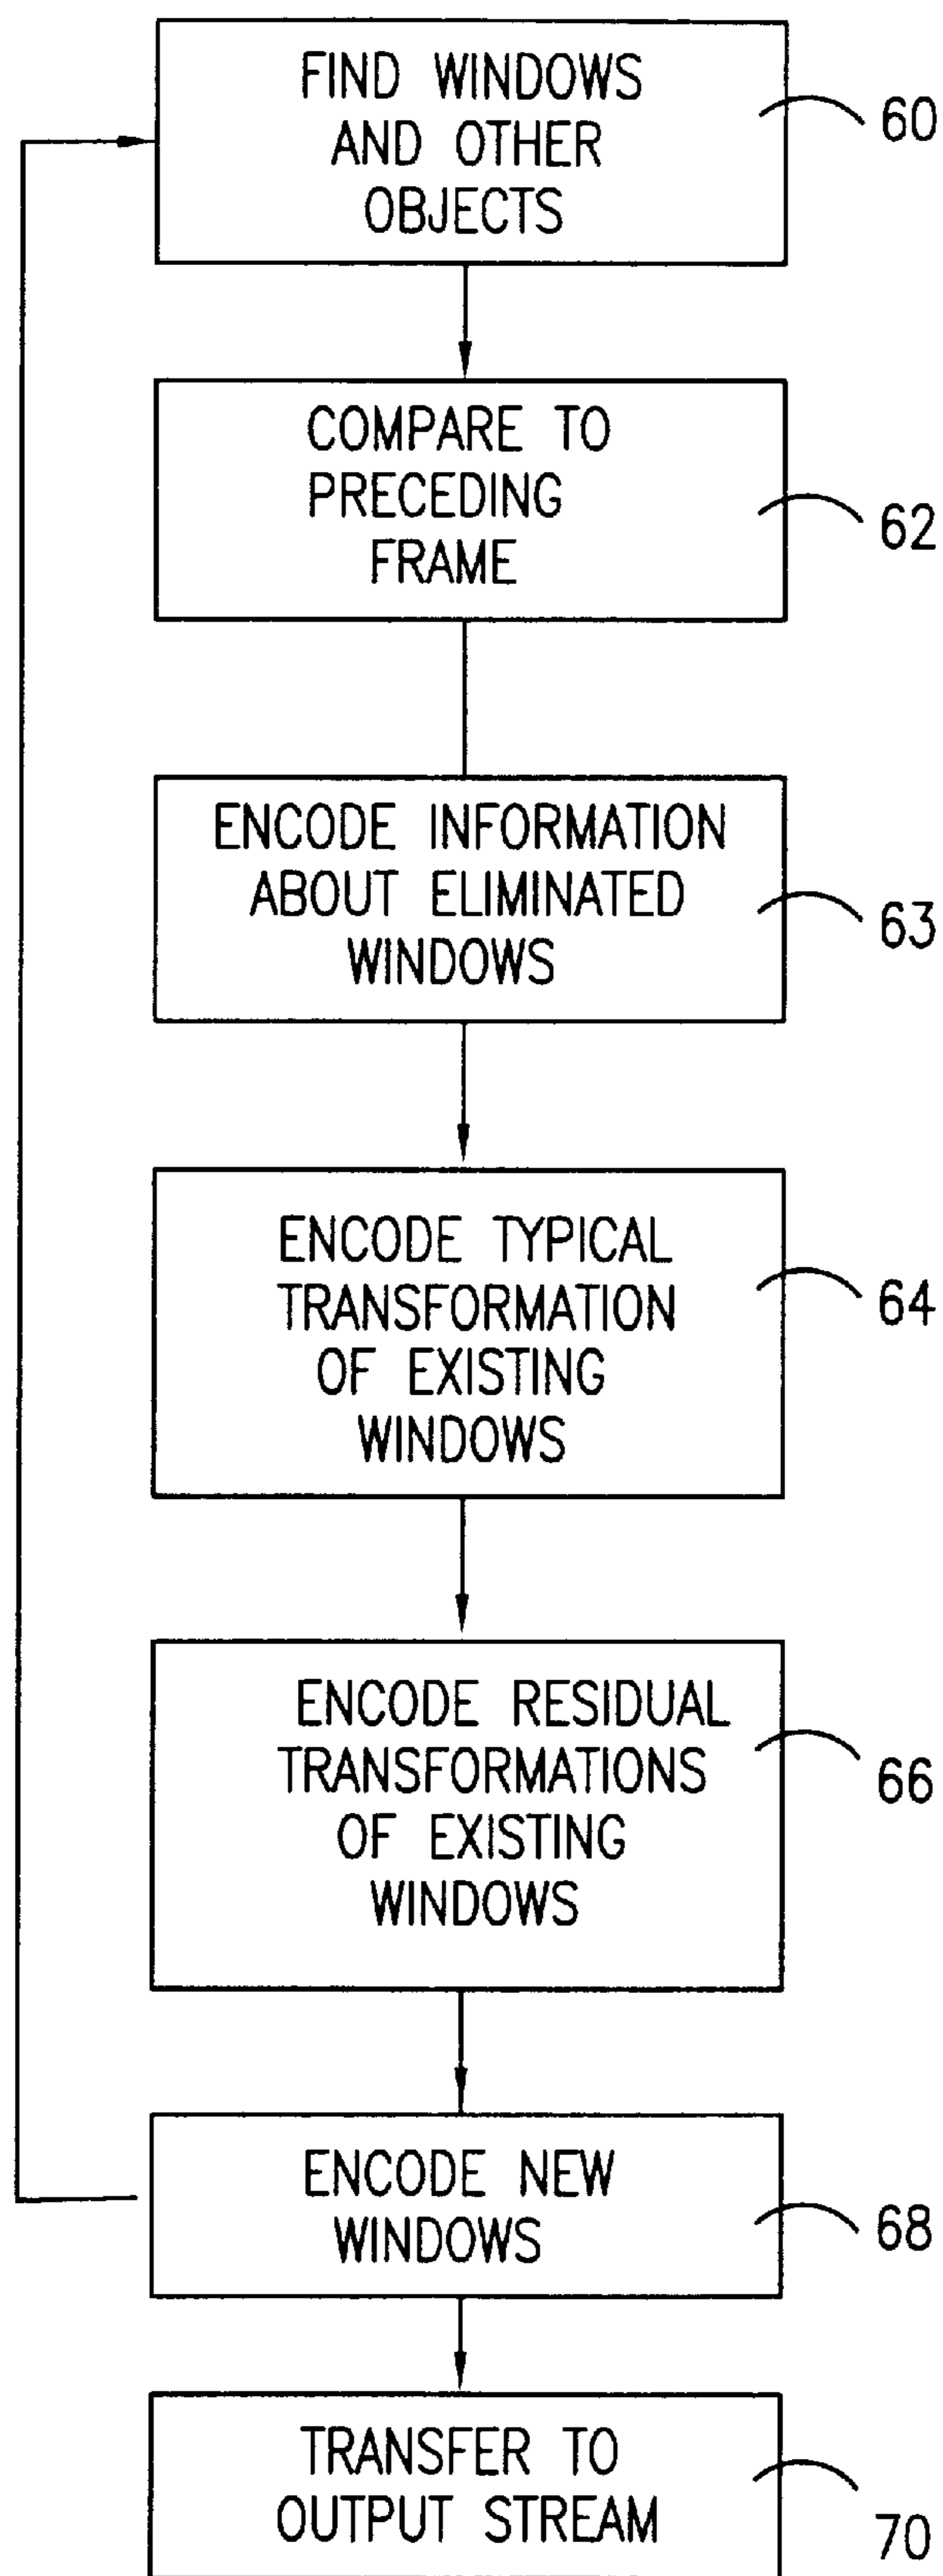 FIND WINDOWS
AND OTHER
OBJECTS
60
COMPARE TO
PRECEDING
FRAME
62
ENCODE INFORMATION
ABOUT ELIMINATED
WINDOWS
63
ENCODE TYPICAL
TRANSFORMATION
OF EXISTING
WINDOWS
64
ENCODE RESIDUAL
TRANSFORMATIONS
OF EXISTING
WINDOWS
66
ENCODE NEW
WINDOWS
68
TRANSFER TO
OUTPUT STREAM
70